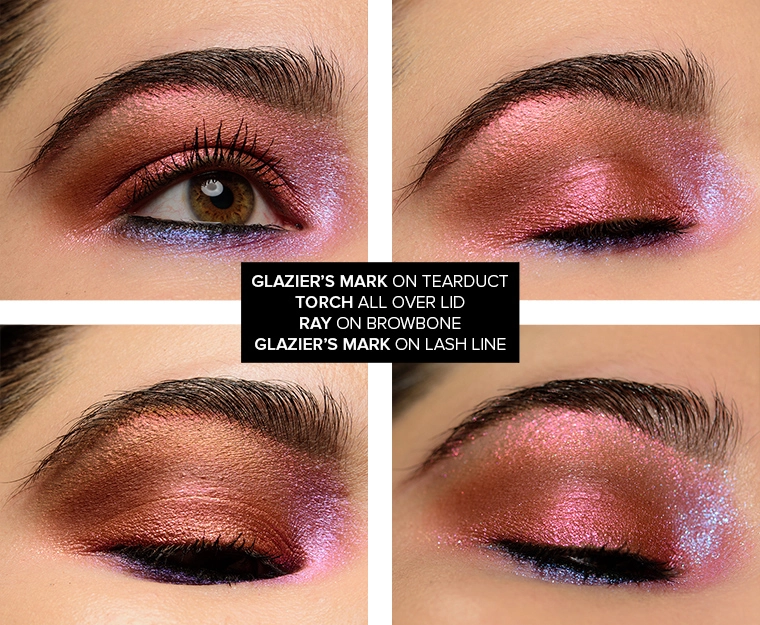 GLAZIER'S MARK ON TEARDUCT
TORCH ALL OVER LID
RAY ON BROWBONE
GLAZIER'S MARK ON LASH LINE